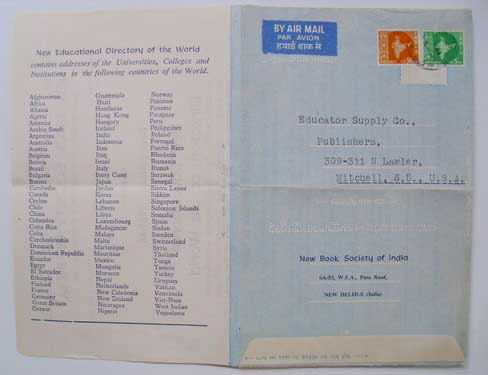 New Educational Directory of the World
contains addresses of the Universities, Colleges and
Institutions in the following countries of the World.
Afghanistan
Africa
Algeria
America
Arabia Saudi
Argentina
Australia
Austria
Belgium
Bolivia
Brazil
Bulgaria
Burma
Cambodia
Ceylon
Chile
China
Columbia
Costa Rica
Cuba
Czechoslovakia
Denmark
Dominican Republic
Ecuador
Egypt
El Salvador
Ethiopia
Finland
France
Germany
Great Britain
Greece
Guatemala
Haiti
Honduras
Hong Kong
Hungary
Iceland
India
Indonesia
Iran
Iraq
Israel
Italy
Ivory Coast
Japan
Jordan
Korea
Lebanon
Liberia
Libya
Luxembourg
Madagascar
Malaya
Malta
Martinique
Mauritius
Mexico
Mongolia
Morocco
Nepal
Netherlands
New Caledonia
New Zealand
Nicaragua
Nigeria
Norway
Pakistan
Panama
Paraguay
Peru
Philippines
Poland
Portugal
Puerto Rico
Rhodesia
Rumania
Russia
Sarawak
Senegal
Sierra Leone
Sikkim
Singapore
Solomon Islands
Somalia
Spain
Sudan
Sweden
Switzerland
Syria
Thailand
Tonga
Tunisia
Turkey
Uruguay
Vatican
Venezuela
Viet-Nam
West Indian
Yugoslavia
BY AIR MAIL
PAR AVION
हवाई डाक से
Educator Supply Co.,
Publishers,
309-311 N Lawler,
Mitchell, S.D., U.S.A.
New Book Society of India
W.E.A., Pusa Road,
NEW DELHI-5 (India)